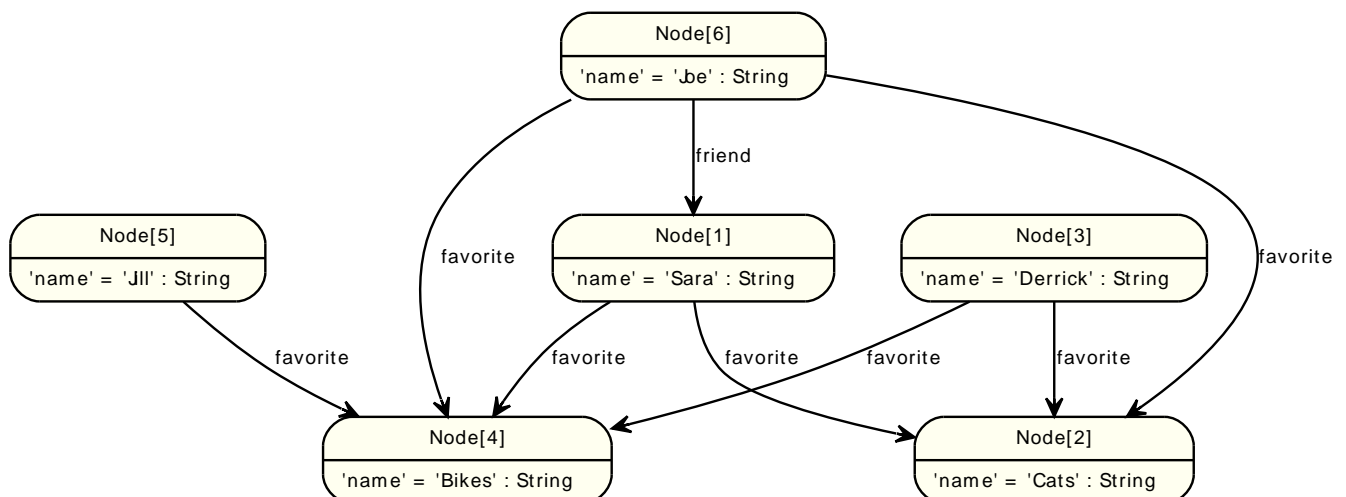 Node[6]
'name' = 'Joe' : String
friend
Node[5]
'name' = 'Jill' : String
favorite
Node[1]
'name' = 'Sara' : String
Node[3]
'name' = 'Derrick' : String
favorite
favorite
favorite
favorite
favorite
favorite
Node[4]
'name' = 'Bikes' : String
Node[2]
'name' = 'Cats' : String